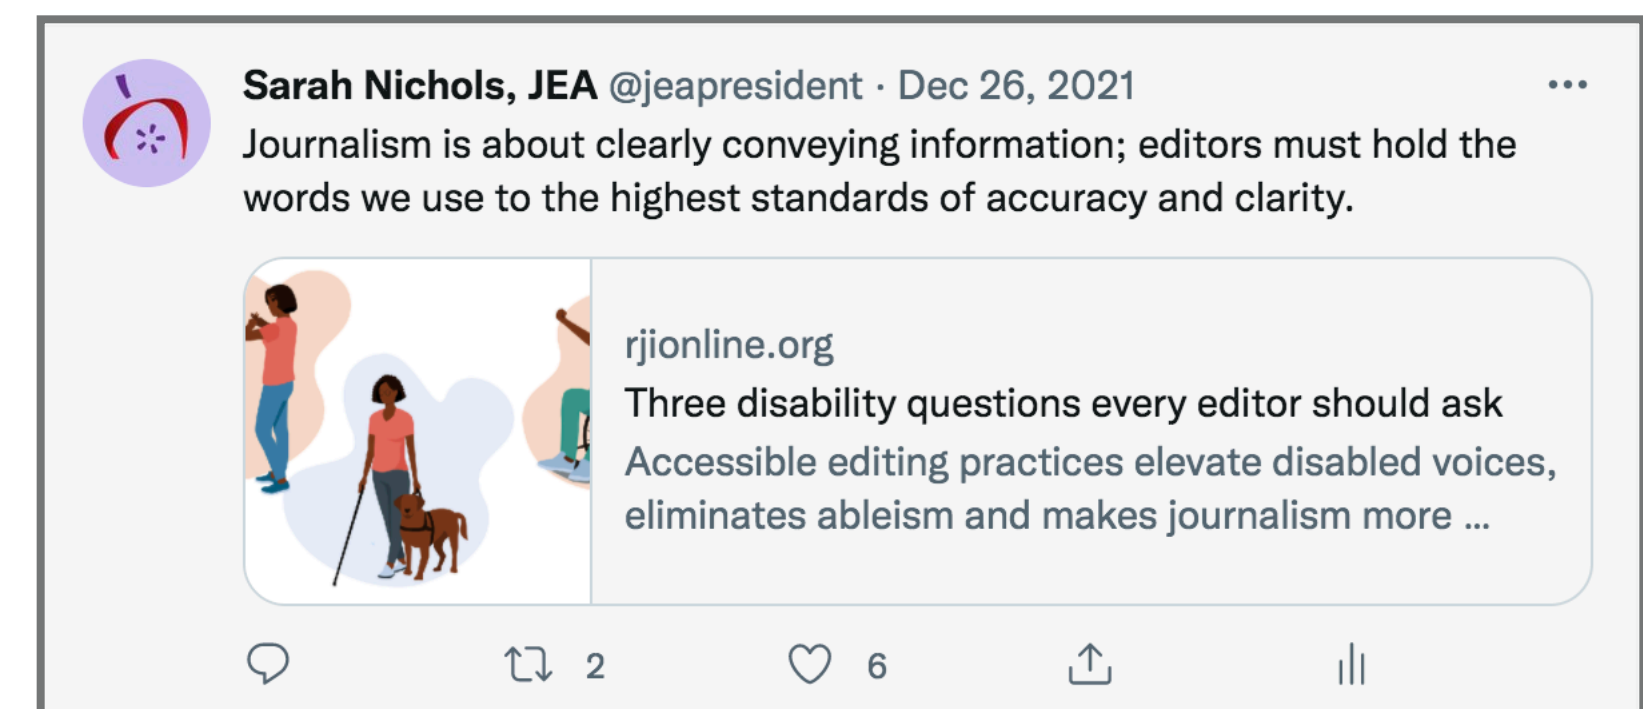 Sarah Nichols, JEA @jeapresident · Dec 26, 2021
Journalism is about clearly conveying information; editors must hold the
words we use to the highest standards of accuracy and clarity.
rjionline.org
Three disability questions every editor should ask
Accessible editing practices elevate disabled voices,
eliminates ableism and makes journalism more ...
2 6